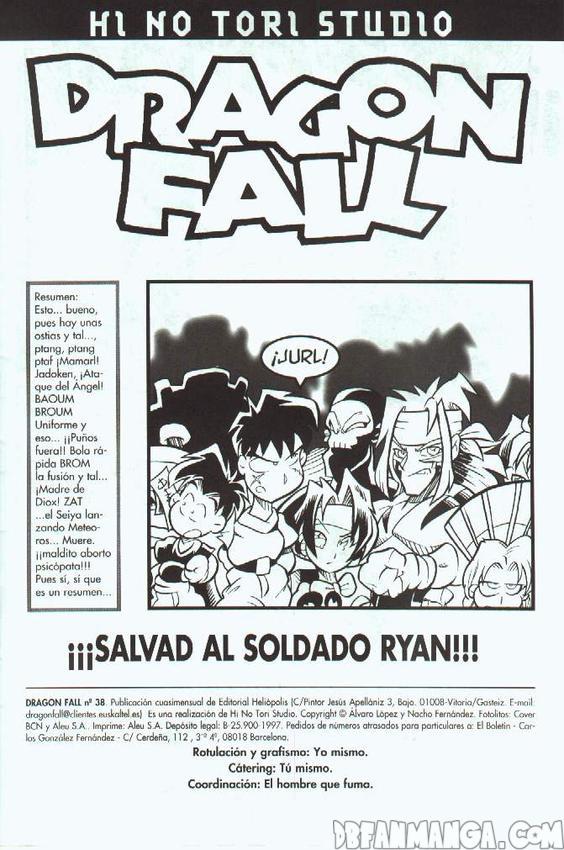 HI NO TORI STUDIO
DRAGON
FALL
Resumen:
Esto... bueno,
pues hay unas
ostias y tal...,
ptang, ptang
ptaf ¡Mamarl!
Jadoken, ¡Ata-
que del Ángel!
BAOUM
BROUM
Uniforme y
eso... ¡¡Puños
fuera!! Bola rá-
pida BROM
la fusión y tal...
¡Madre de
Diox! ZAT
...el Seiya lan-
zando Meteo-
ros... Muere.
¡¡maldito aborto
psicópata!!!
Pues sí, sí que
es un resumen...
¡JURL!
¡¡¡SALVAD AL SOLDADO RYAN!!!
DRAGON FALL nº 38. Publicación cuasimensual de Editorial Heliópolis (C/Pintor Jesús Apellániz 3, Bajo. 01008-Vitoria/Gasteiz. E-mail:
dragonfall@clientes.euskaltel.es) Es una realización de Hi No Tori Studio. Copyright © Álvaro López y Nacho Fernández. Fotolitos: Cover
BCN y Aleu S.A.. Imprime: Aleu S.A. Depósito legal: B-25.900-1997. Pedidos de números atrasados para particulares a: El Boletín - Car-
los González Fernández - C/ Cerdeña, 112 , 3º 4º, 08018 Barcelona.
Rotulación y grafismo: Yo mismo.
Cátering: Tú mismo.
Coordinación: El hombre que fuma.
DBFANMANGA.COM